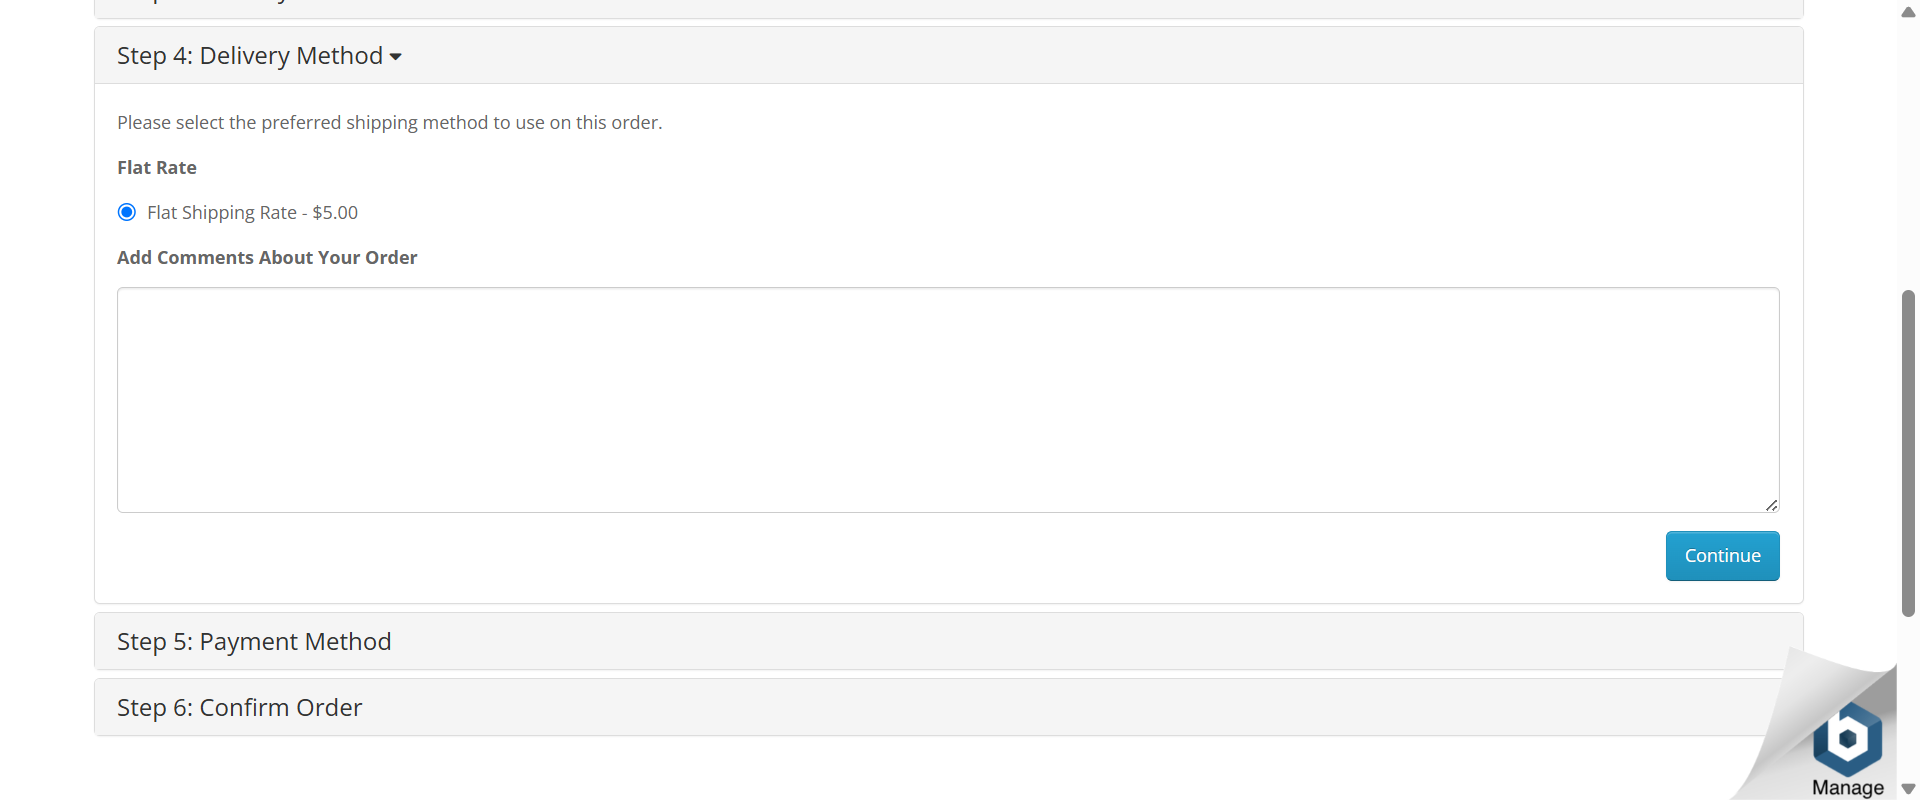 Step 4: Delivery Method
Please select the preferred shipping method to use on this order.
Flat Rate
Flat Shipping Rate - $5.00
Add Comments About Your Order
Continue
Step 5: Payment Method
Step 6: Confirm Order
b
Manage